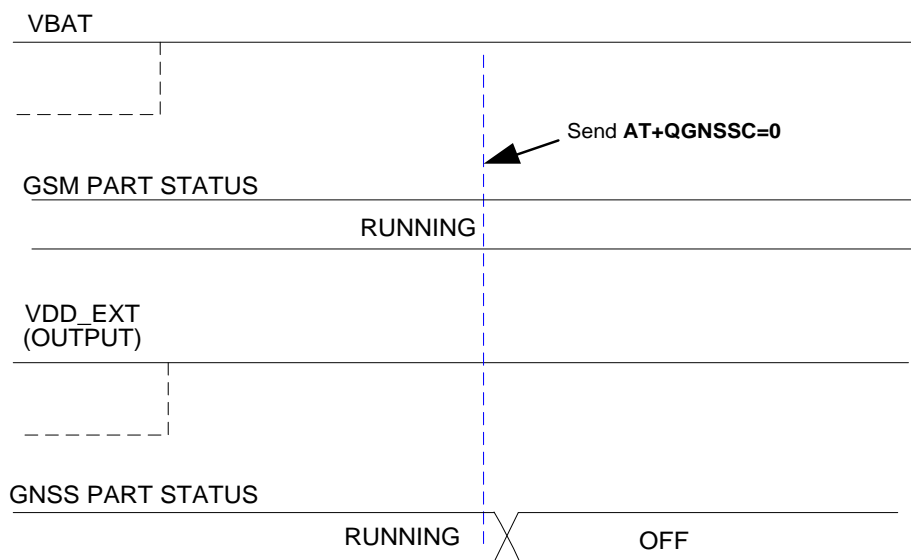 VBAT
Send AT+QGNSSC=0
GSM PART STATUS
RUNNING
VDD_EXT
(OUTPUT)
GNSS PART STATUS
RUNNING
OFF